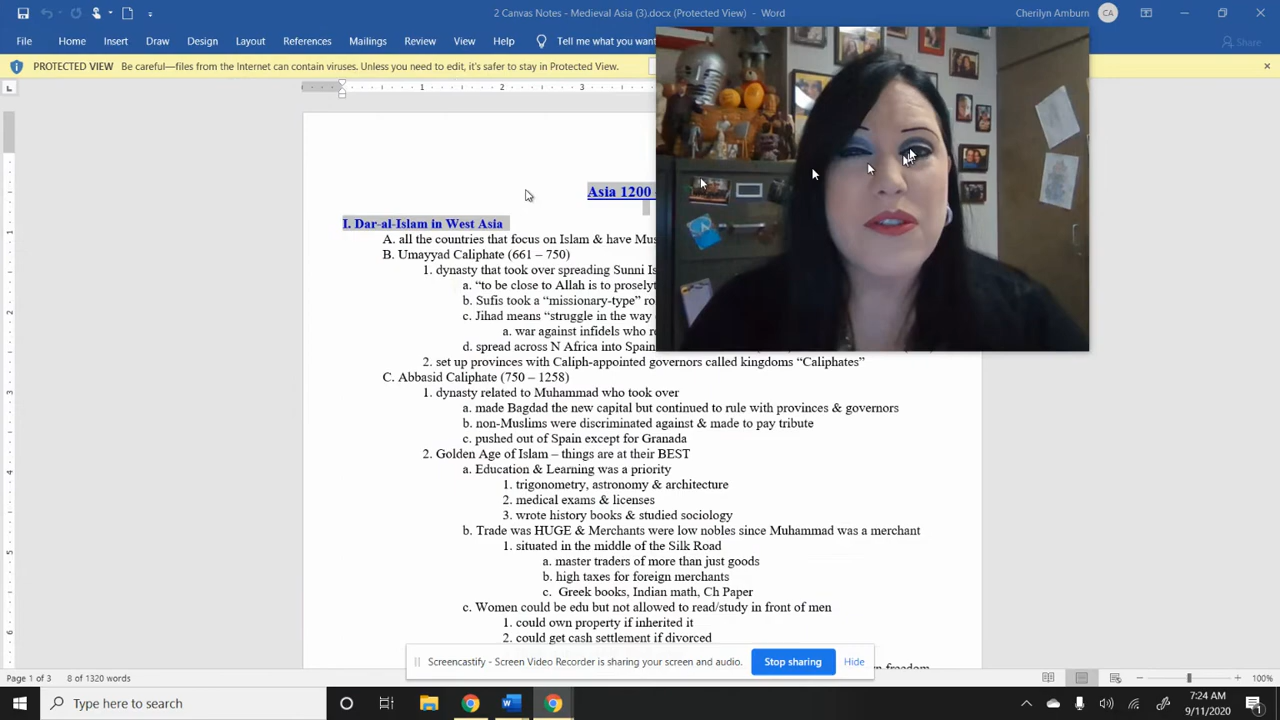 2 Canvas Notes - Medieval (Protected View) - Word
Cherilyn Amburn
CA
File Home Insert Draw Design Layout References Mailings Review View Help Tell me what you
Share
PROTECTED VIEW Be careful—files from the Internet can contain viruses. Unless you need to edit, it's safer to stay in Protected View.
Asia 1200
I. Dar-al-Islam in West Asia
A. all the countries that focus on Islam & have
B. Umayyad Caliphate (661 – 750)
1. dynasty that took over spreading Sunni
a. “to be close to Allah is to
b. Sufis took a “missionary-type”
c. Jihad means “struggle in the way
a. war against infidels who
d. spread across N Africa into Spain
2. set up provinces with Caliph-appointed governors called kingdoms “Caliphates”
C. Abbasid Caliphate (750 – 1258)
1. dynasty related to Muhammad who took over
a. made Bagdad the new capital but continued to rule with provinces & governors
b. non-Muslims were discriminated against & made to pay tribute
c. pushed out of Spain except for Granada
2. Golden Age of Islam – things are at their BEST
a. Education & Learning was a priority
1. trigonometry, astronomy & architecture
2. medical exams & licenses
3. wrote history books & studied sociology
b. Trade was HUGE & Merchants were low nobles since Muhammad was a merchant
1. situated in the middle of the Silk Road
a. master traders of more than just goods
b. high taxes for foreign merchants
c. Greek books, Indian math, Ch Paper
c. Women could be edu but not allowed to read/study in front of men
1. could own property if inherited it
2. could get cash settlement if divorced
freedom
Screencastify - Screen Video Recorder is sharing your screen and audio.
Stop sharing
Hide
Page 1 of 3 8 of 1320 words
100%
Type here to search
7:24 AM
9/11/2020